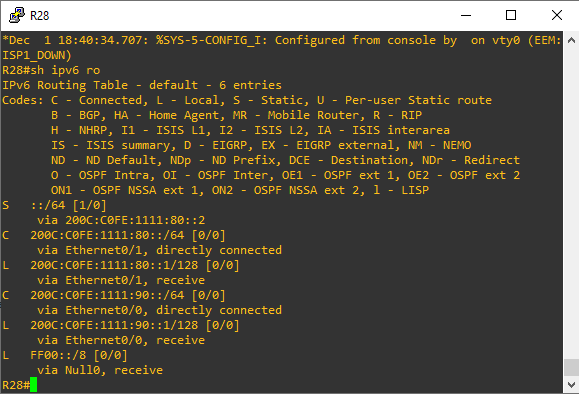 R28
*Dec  1 18:40:34.707: %SYS-5-CONFIG_I: Configured from console by  on vty0 (EEM:
ISP1_DOWN)
R28#sh ipv6 ro
IPv6 Routing Table - default - 6 entries
Codes: C - Connected, L - Local, S - Static, U - Per-user Static route
       B - BGP, HA - Home Agent, MR - Mobile Router, R - RIP
       H - NHRP, I1 - ISIS L1, I2 - ISIS L2, IA - ISIS interarea
       IS - ISIS summary, D - EIGRP, EX - EIGRP external, NM - NEMO
       ND - ND Default, NDp - ND Prefix, DCE - Destination, NDr - Redirect
       O - OSPF Intra, OI - OSPF Inter, OE1 - OSPF ext 1, OE2 - OSPF ext 2
       ON1 - OSPF NSSA ext 1, ON2 - OSPF NSSA ext 2, l - LISP
S   ::/64 [1/0]
     via 200C:C0FE:1111:80::2
C   200C:C0FE:1111:80::/64 [0/0]
     via Ethernet0/1, directly connected
L   200C:C0FE:1111:80::1/128 [0/0]
     via Ethernet0/1, receive
C   200C:C0FE:1111:90::/64 [0/0]
     via Ethernet0/0, directly connected
L   200C:C0FE:1111:90::1/128 [0/0]
     via Ethernet0/0, receive
L   FF00::/8 [0/0]
     via Null0, receive
R28#